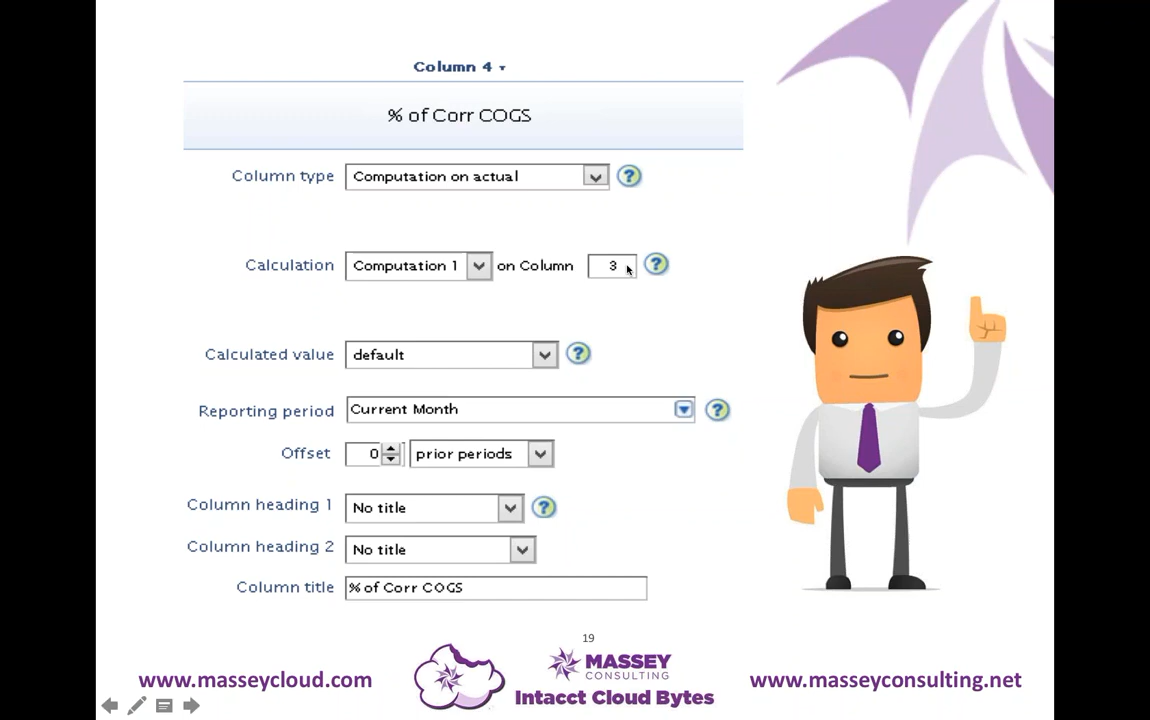 Column 4
% of Corr COGS
Column type Computation on actual ?
Calculation Computation 1 on Column 3 ?
Calculated value default ?
Reporting period Current Month ?
Offset 0 prior periods
Column heading 1 No title ?
Column heading 2 No title
Column title % of Corr COGS
19
MASSEY
CONSULTING
www.masseycloud.com www.masseyconsulting.net
Intacct Cloud Bytes